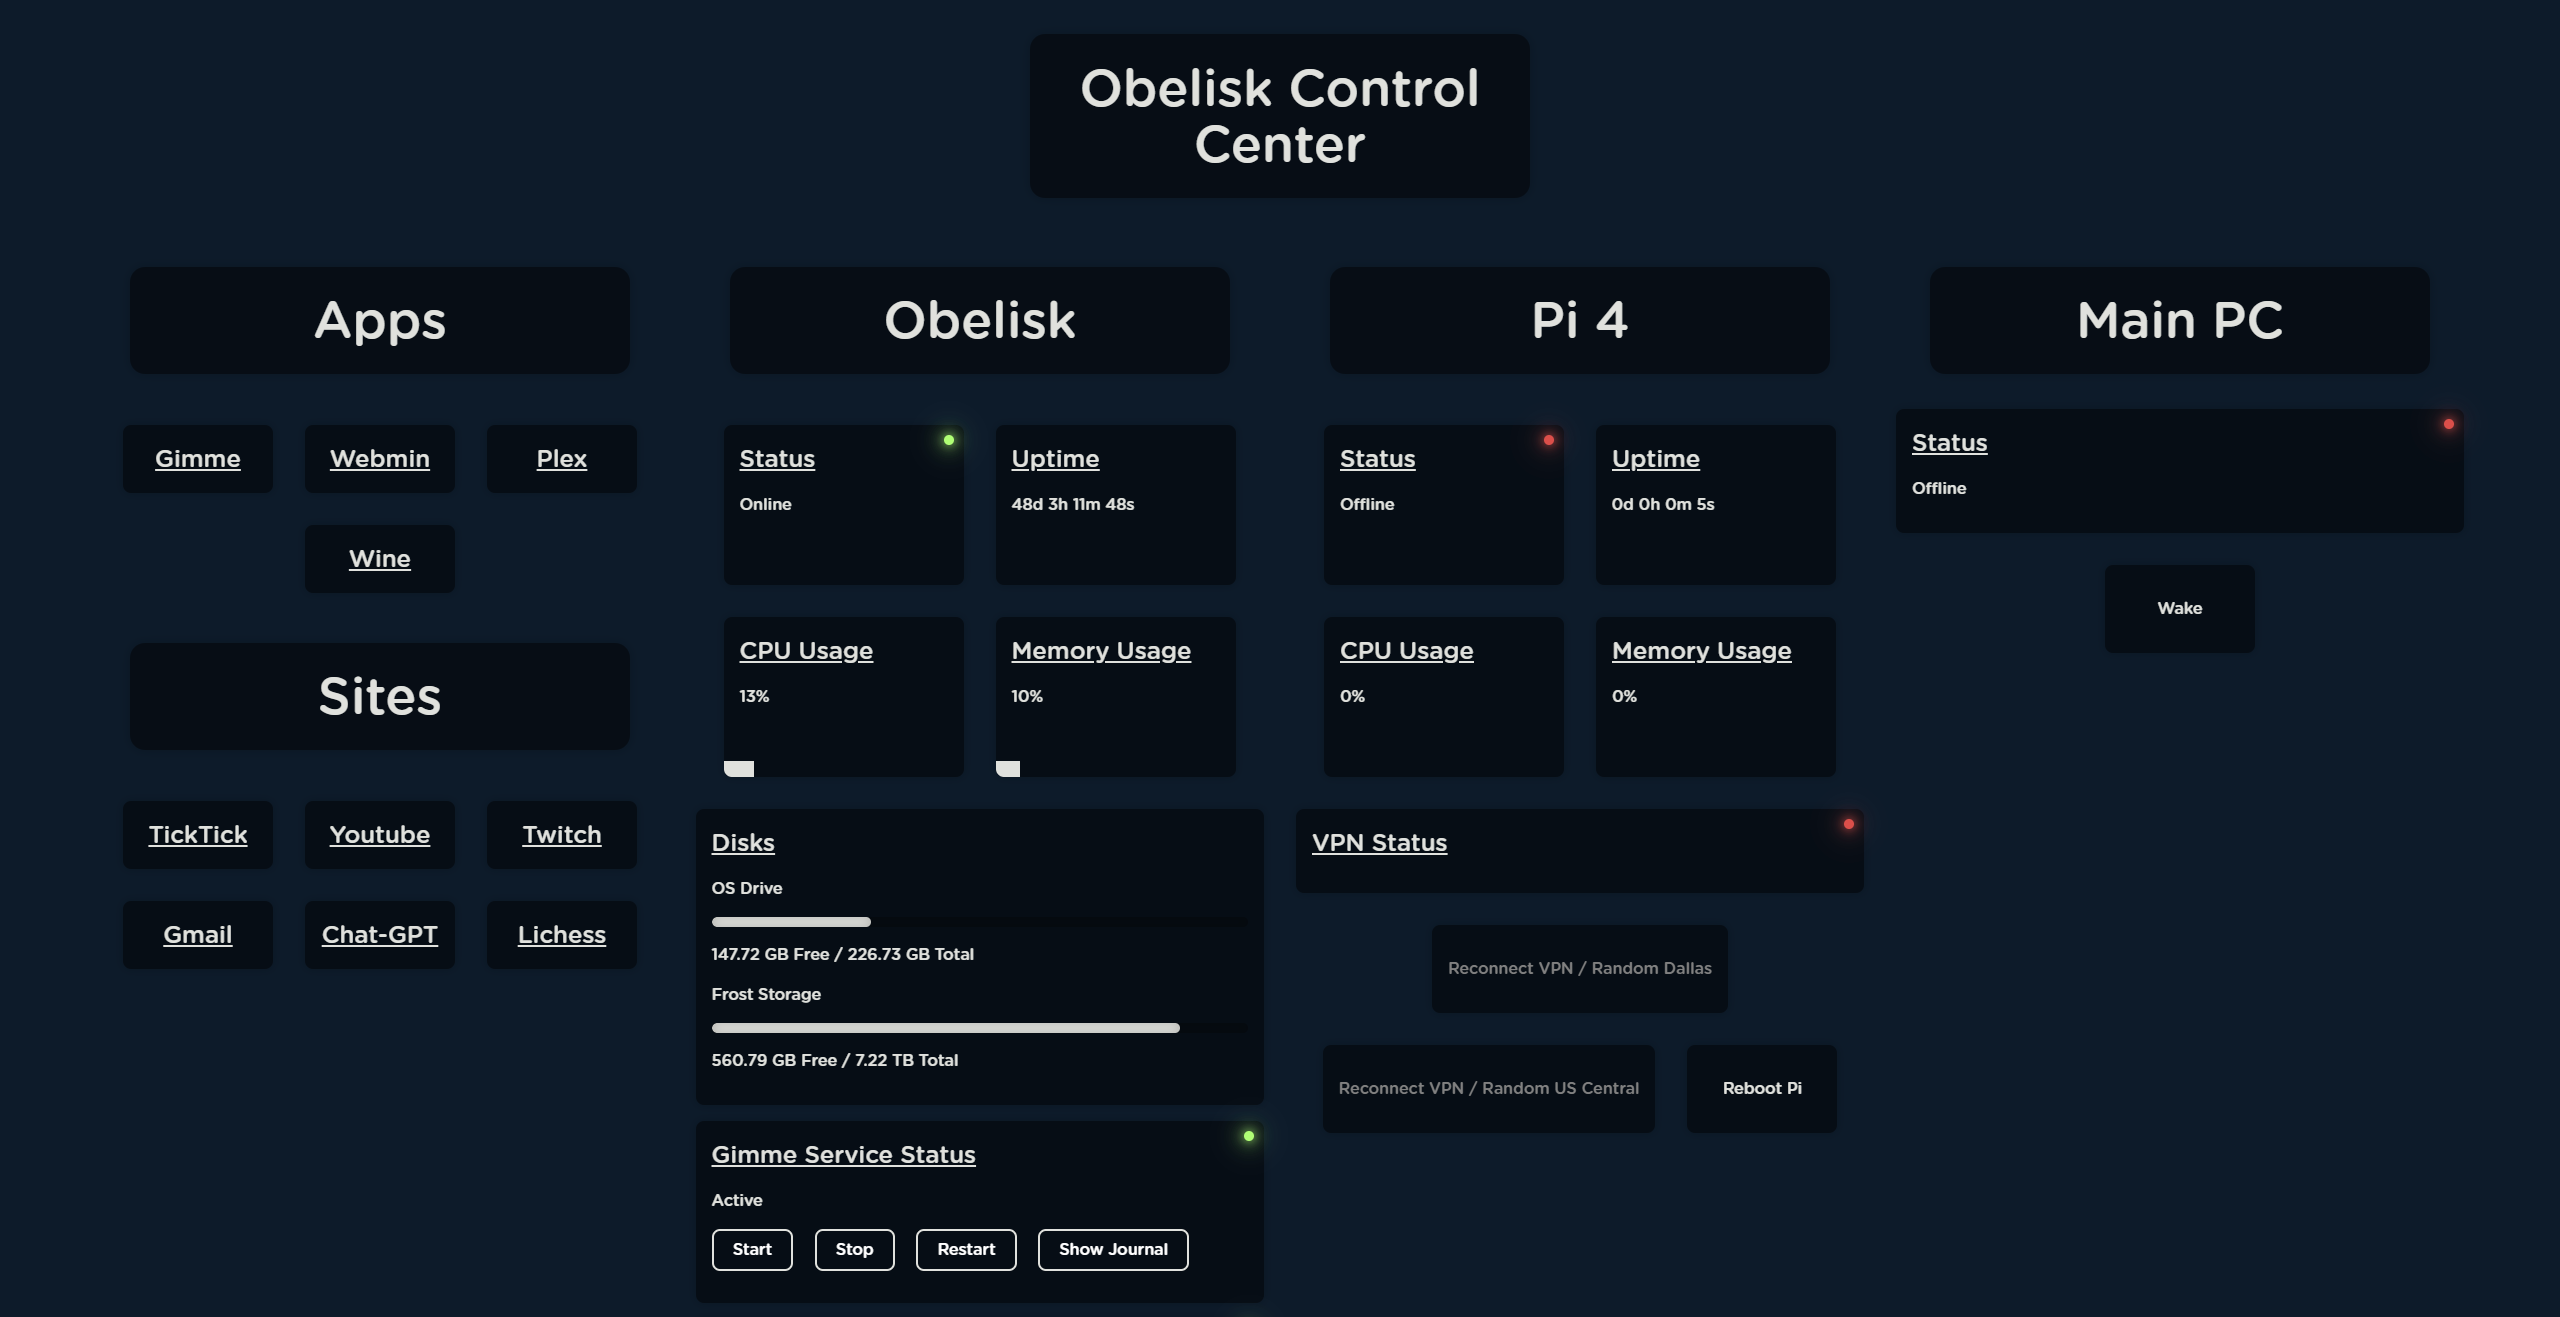 Obelisk Control
Center
Apps
Gimme
Webmin
Plex
Wine
Sites
TickTick
Youtube
Twitch
Gmail
Chat-GPT
Lichess
Obelisk
Status
Online
Uptime
48d 3h 11m 48s
CPU Usage
13%
Memory Usage
10%
Disks
OS Drive
147.72 GB Free / 226.73 GB Total
Frost Storage
560.79 GB Free / 7.22 TB Total
Gimme Service Status
Active
Start
Stop
Restart
Show Journal
Pi 4
Status
Offline
Uptime
0d 0h 0m 5s
CPU Usage
0%
Memory Usage
0%
VPN Status
Reconnect VPN / Random Dallas
Reconnect VPN / Random US Central
Reboot Pi
Main PC
Status
Offline
Wake